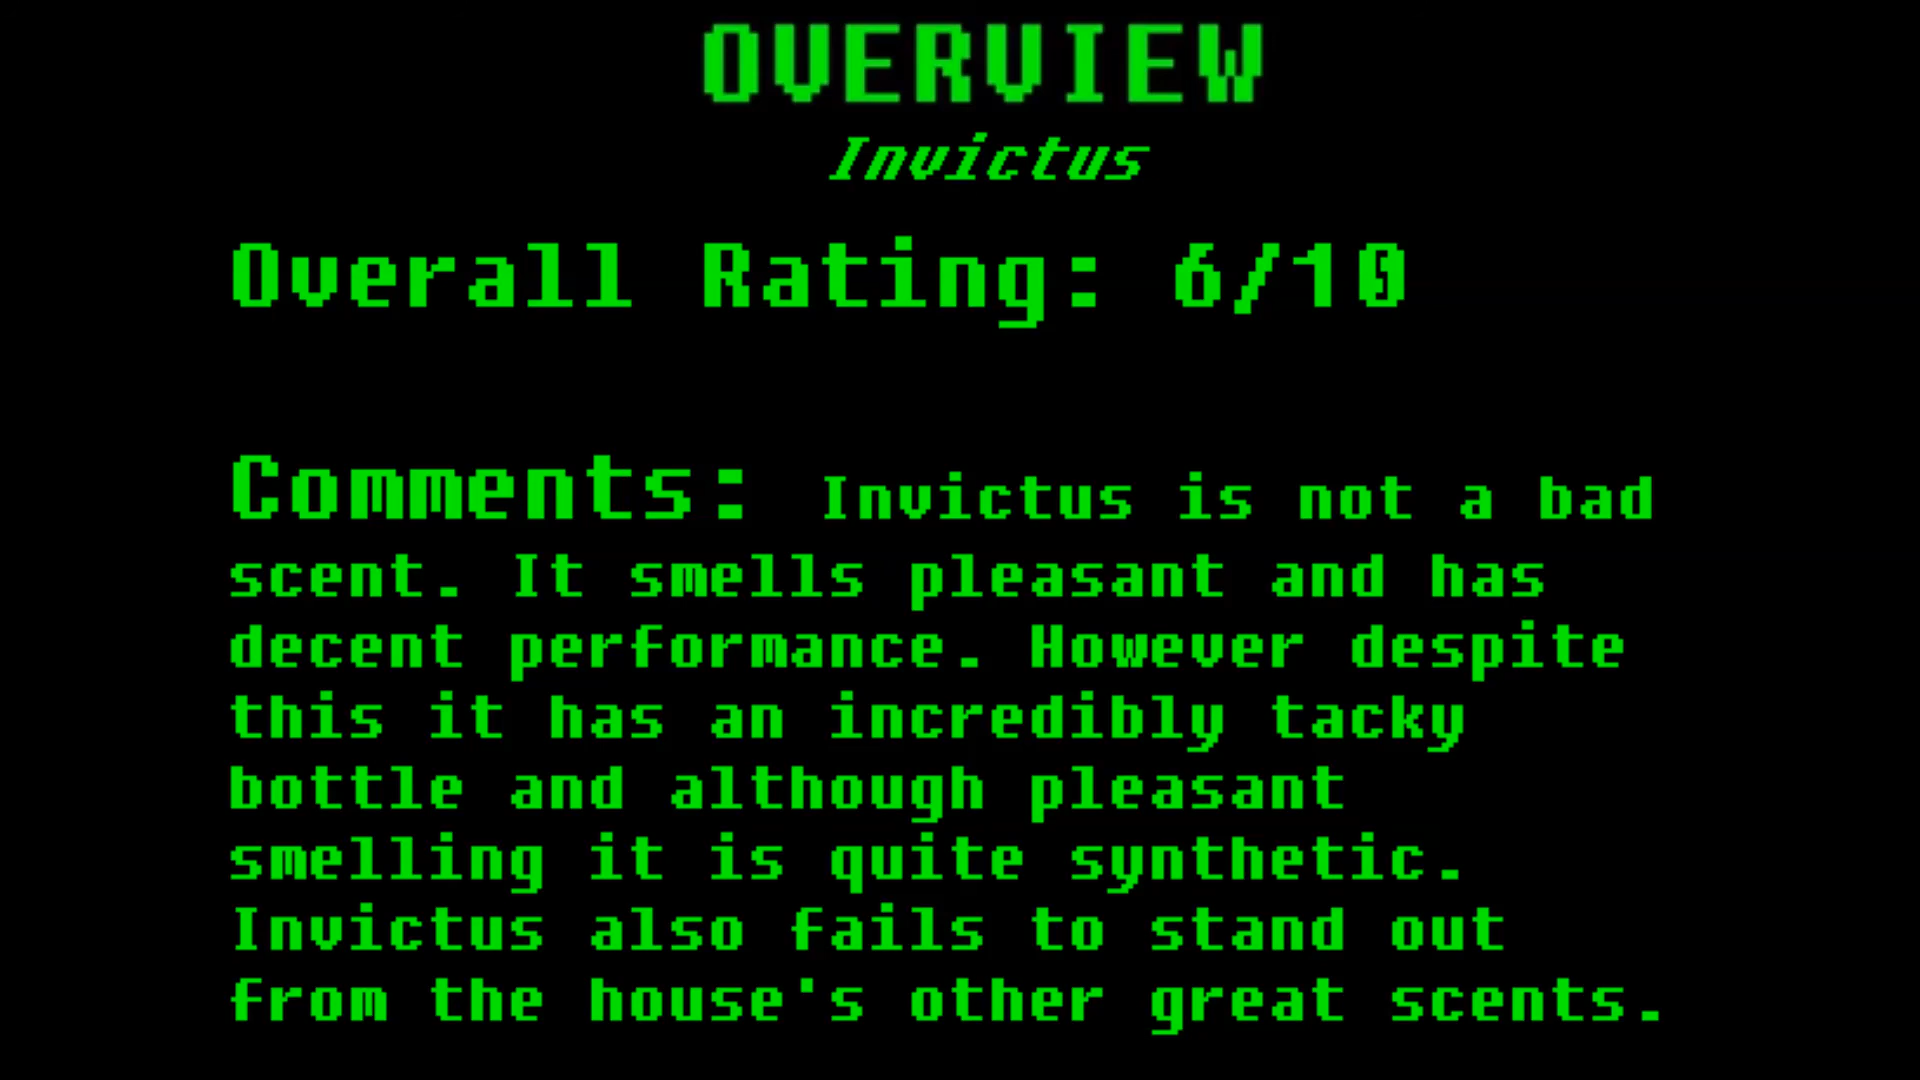 OVERVIEW
Invictus
Overall Rating: 6/10
Comments: Invictus is not a bad
scent. It smells pleasant and has
decent performance. However despite
this it has an incredibly tacky
bottle and although pleasant
smelling it is quite synthetic.
Invictus also fails to stand out
from the house's other great scents.